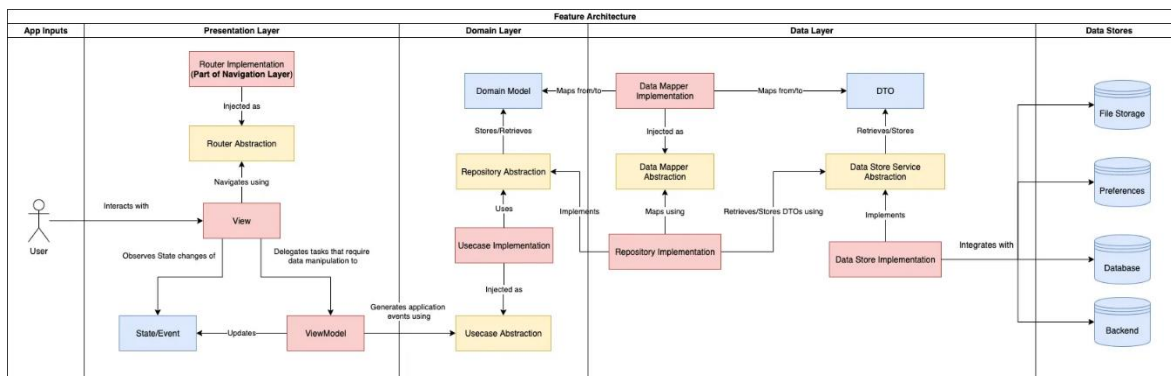 Feature Architecture
App Inputs
Presentation Layer
Domain Layer
Data Layer
Data Stores
Router Implementation
(Part of Navigation Layer)
Injected as
Router Abstraction
Navigates using
User
Interacts with
View
Observes State changes of
Delegates tasks that require
data manipulation to
State/Event
Updates
ViewModel
Generates application
events using
Domain Model
Stores/Retrieves
Repository Abstraction
Uses
Usecase Implementation
Injected as
Usecase Abstraction
Maps from/to
Data Mapper
Implementation
Maps from/to
DTO
Injected as
Retrieves/Stores
Data Mapper
Abstraction
Data Store Service
Abstraction
Implements
Maps using
Retrieves/Stores DTOs using
Implements
Repository Implementation
Data Store Implementation
Integrates with
File Storage
Preferences
Database
Backend